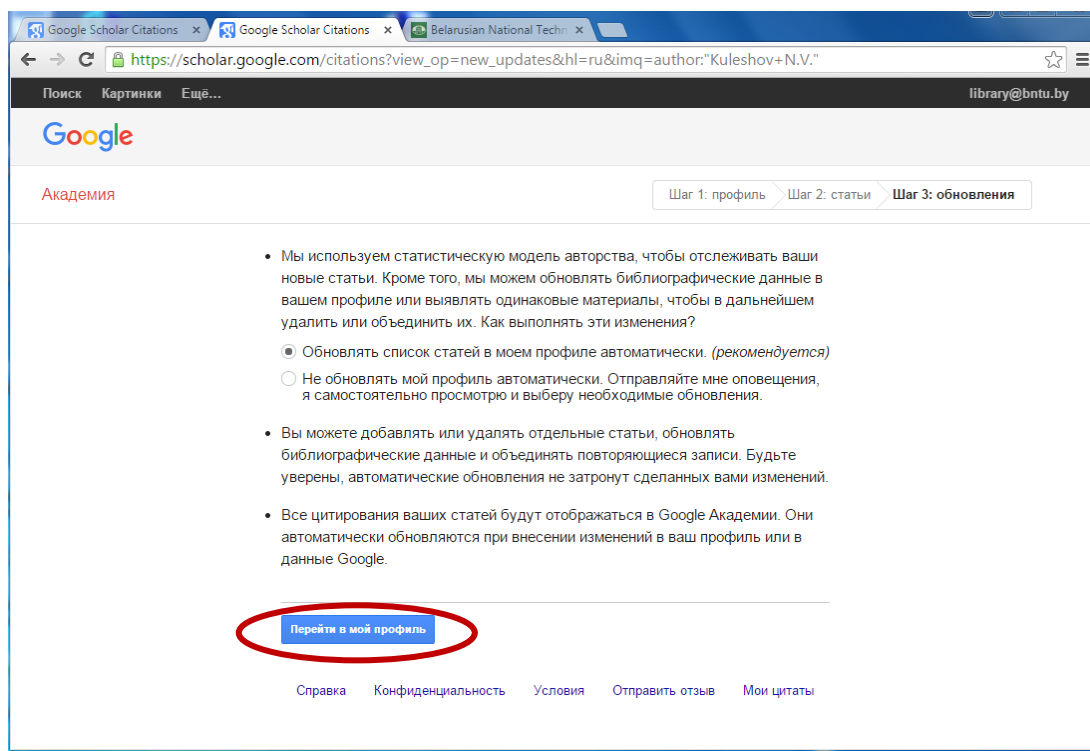 Google Scholar Citations
Google Scholar Citations
Belarusian National Techn
https://scholar.google.com/citations?view_op=new_updates&hl=ru&imq=author:"Kuleshov+N.V."
Поиск Картинки Ещё... library@bntu.by
Google
Академия Шаг 1: профиль Шаг 2: статьи Шаг 3: обновления
• Мы используем статистическую модель авторства, чтобы отслеживать ваши
новые статьи. Кроме того, мы можем обновлять библиографические данные в
вашем профиле или выявлять одинаковые материалы, чтобы в дальнейшем
удалить или объединить их. Как выполнять эти изменения?
Обновлять список статей в моем профиле автоматически. (рекомендуется)
Не обновлять мой профиль автоматически. Отправляйте мне оповещения,
я самостоятельно просмотрю и выберу необходимые обновления.
• Вы можете добавлять или удалять отдельные статьи, обновлять
библиографические данные и объединять повторяющиеся записи. Будьте
уверены, автоматические обновления не затронут сделанных вами изменений.
• Все цитирования ваших статей будут отображаться в Google Академии. Они
автоматически обновляются при внесении изменений в ваш профиль или в
данные Google.
Перейти в мой профиль
Справка Конфиденциальность Условия Отправить отзыв Мои цитаты